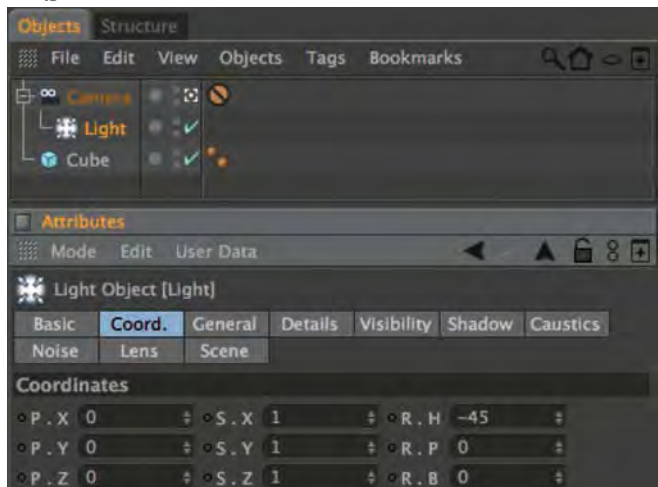 Objects Structure
File Edit View Objects Tags Bookmarks
Camera
Light
Cube
Attributes
Mode Edit User Data
Light Object [Light]
Basic Coord. General Details Visibility Shadow Caustics
Noise Lens Scene
Coordinates
P . X 0 S . X 1 R . H -45
P . Y 0 S . Y 1 R . P 0
P . Z 0 S . Z 1 R . B 0